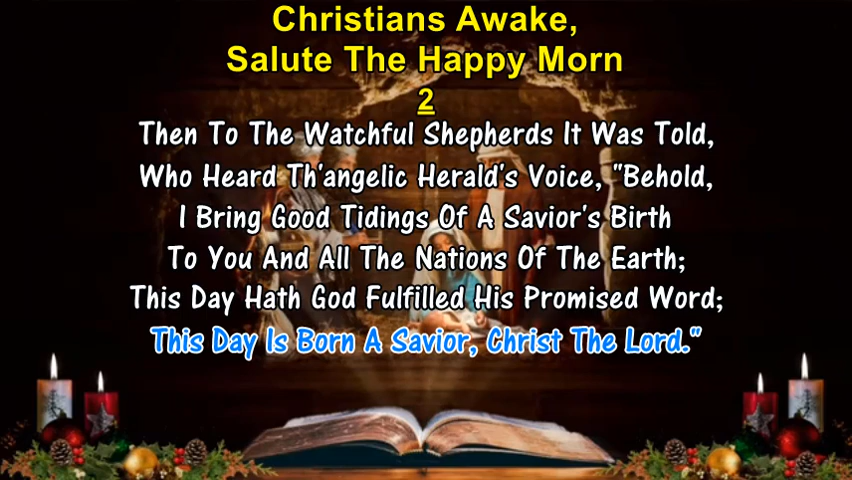 Christians Awake,
Salute The Happy Morn
2
Then To The Watchful Shepherds It Was Told,
Who Heard Th'angelic Herald's Voice, "Behold,
I Bring Good Tidings Of A Savior's Birth
To You And All The Nations Of The Earth;
This Day Hath God Fulfilled His Promised Word;
This Day Is Born A Savior, Christ The Lord."